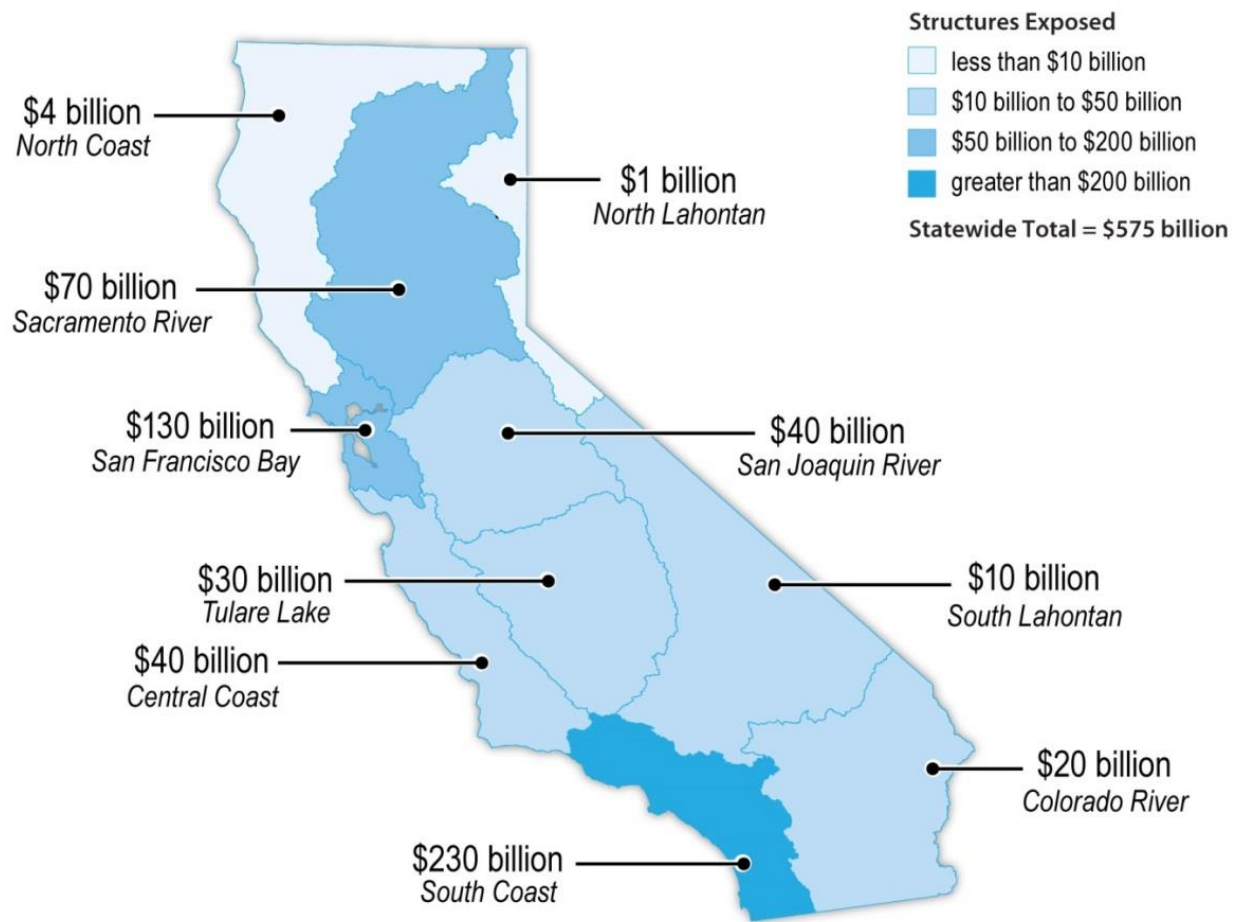 Structures Exposed
less than $10 billion
$10 billion to $50 billion
$50 billion to $200 billion
greater than $200 billion
Statewide Total = $575 billion
$4 billion
North Coast
$1 billion
North Lahontan
$70 billion
Sacramento River
$130 billion
San Francisco Bay
$40 billion
San Joaquin River
$30 billion
Tulare Lake
$10 billion
South Lahontan
$40 billion
Central Coast
$20 billion
Colorado River
$230 billion
South Coast